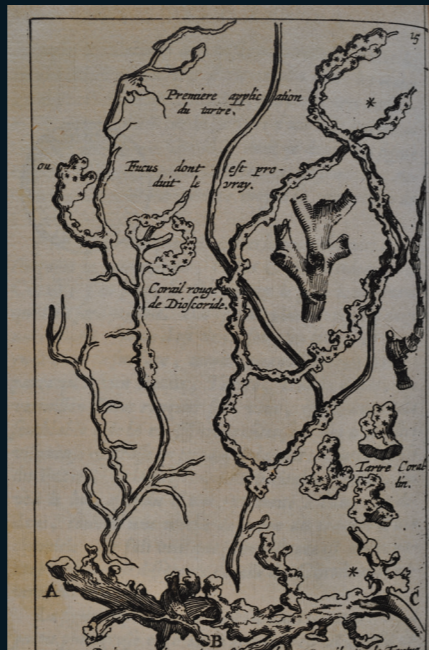 15
Premiere application
du tartre.
ou
Fucus dont est pro-
duit le vray.
Corail rouge
de Dioscoride.
Tartre Coral
lin.
A
B
C